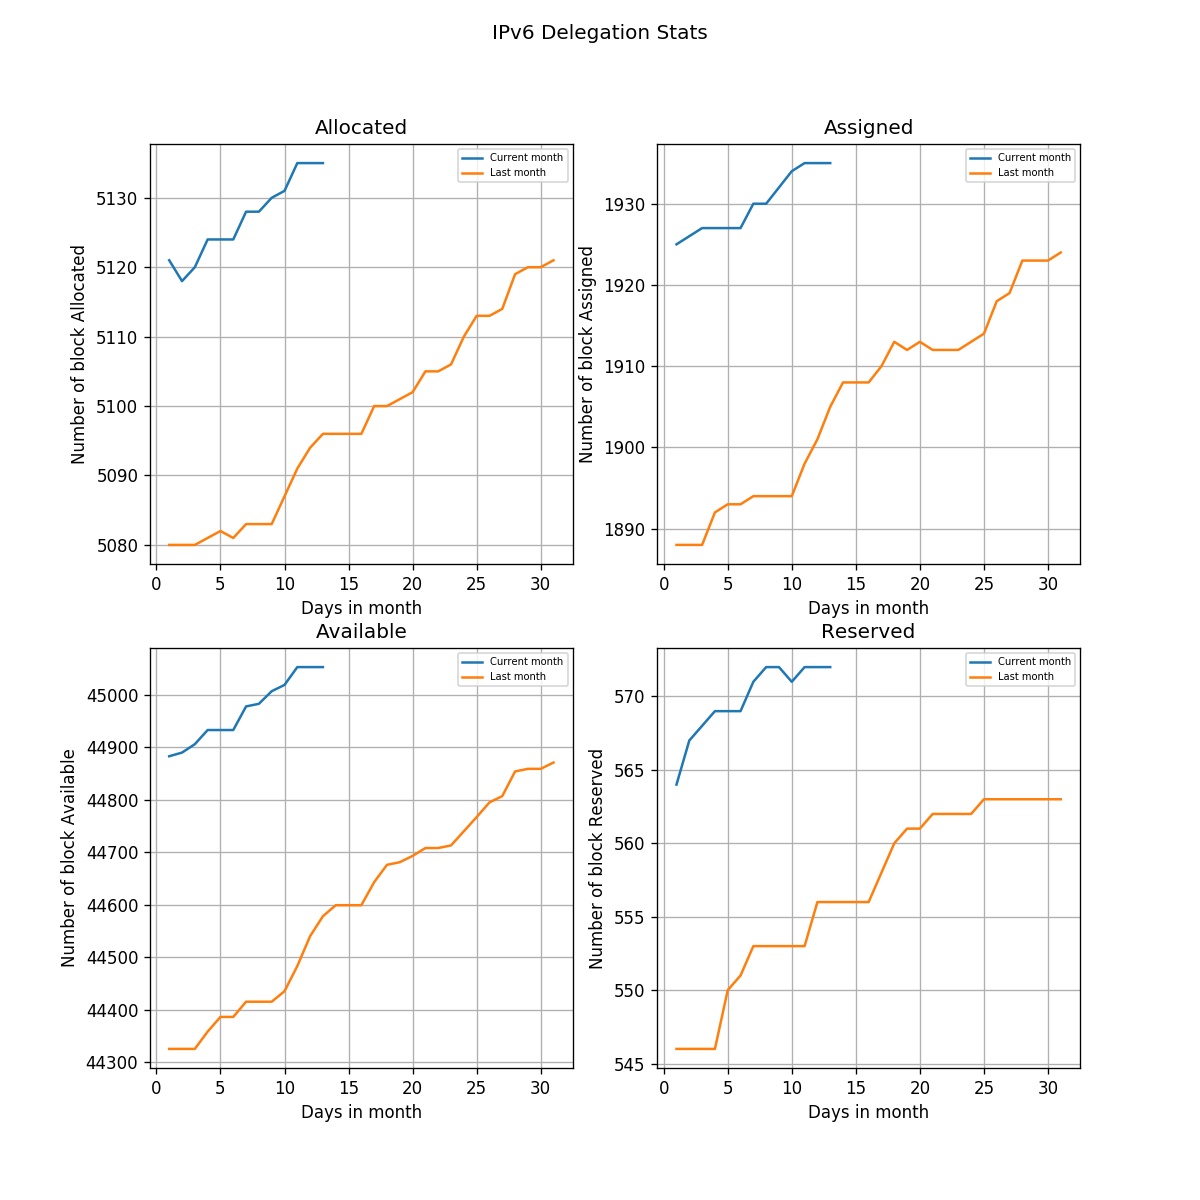 IPv6 Delegation Stats
Allocated
Current month
Last month
Number of block Allocated
5130
5120
5110
5100
5090
5080
0 5 10 15 20 25 30
Days in month
Assigned
Current month
Last month
Number of block Assigned
1930
1920
1910
1900
1890
0 5 10 15 20 25 30
Days in month
Available
Current month
Last month
Number of block Available
45000
44900
44800
44700
44600
44500
44400
44300
0 5 10 15 20 25 30
Days in month
Reserved
Current month
Last month
Number of block Reserved
570
565
560
555
550
545
0 5 10 15 20 25 30
Days in month